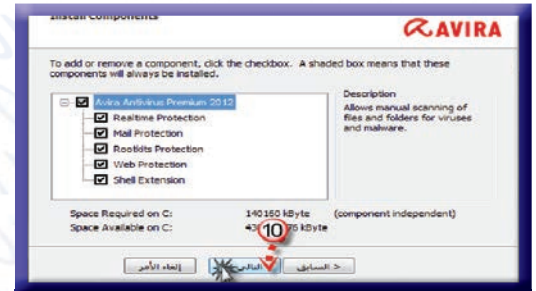 Install Components
AVIRA
To add or remove a component, click the checkbox. A shaded box means that these
components will always be installed.
Avira Antivirus Premium 2012
Realtime Protection
Mail Protection
Rootkits Protection
Web Protection
Shell Extension
Description
Allows manual scanning of
files and folders for viruses
and malware.
Space Required on C: 140160 kByte (component independent)
Space Available on C: kByte
10
< السابق
التالي
إلغاء الأمر